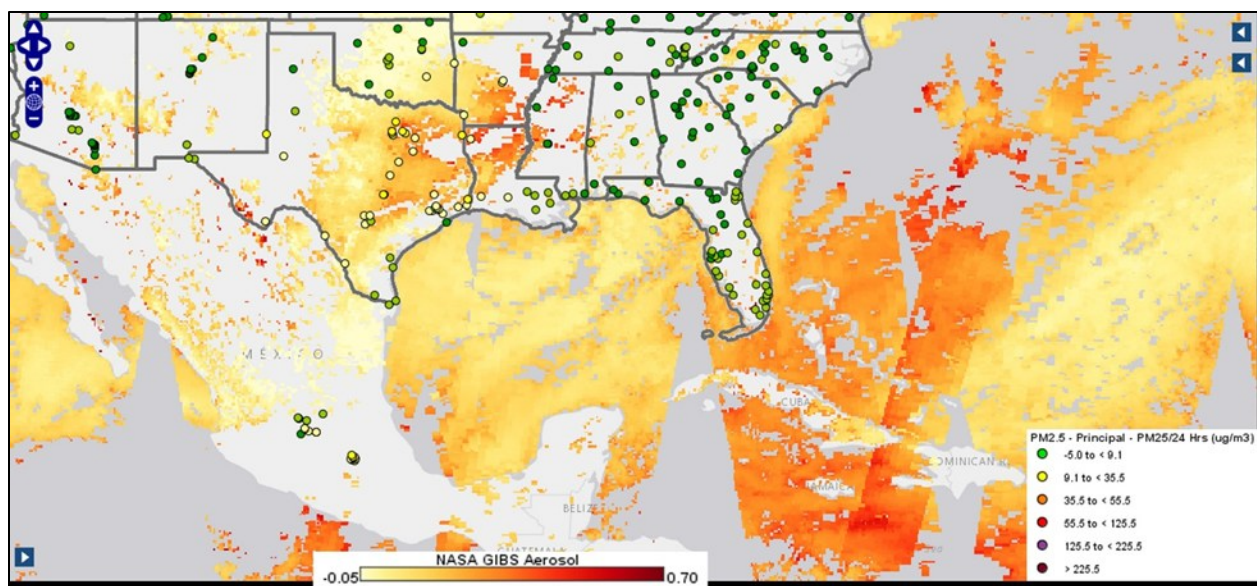 MÉXICO
CUBA
DOMINICAN R
JAMAICA
BELIZE
GUATEMALA
PM2.5 - Principal - PM25/24 Hrs (ug/m3)
-5.0 to < 9.1
9.1 to < 35.5
35.5 to < 55.5
55.5 to < 125.5
125.5 to < 225.5
> 225.5
NASA GIBS Aerosol
-0.05
0.70